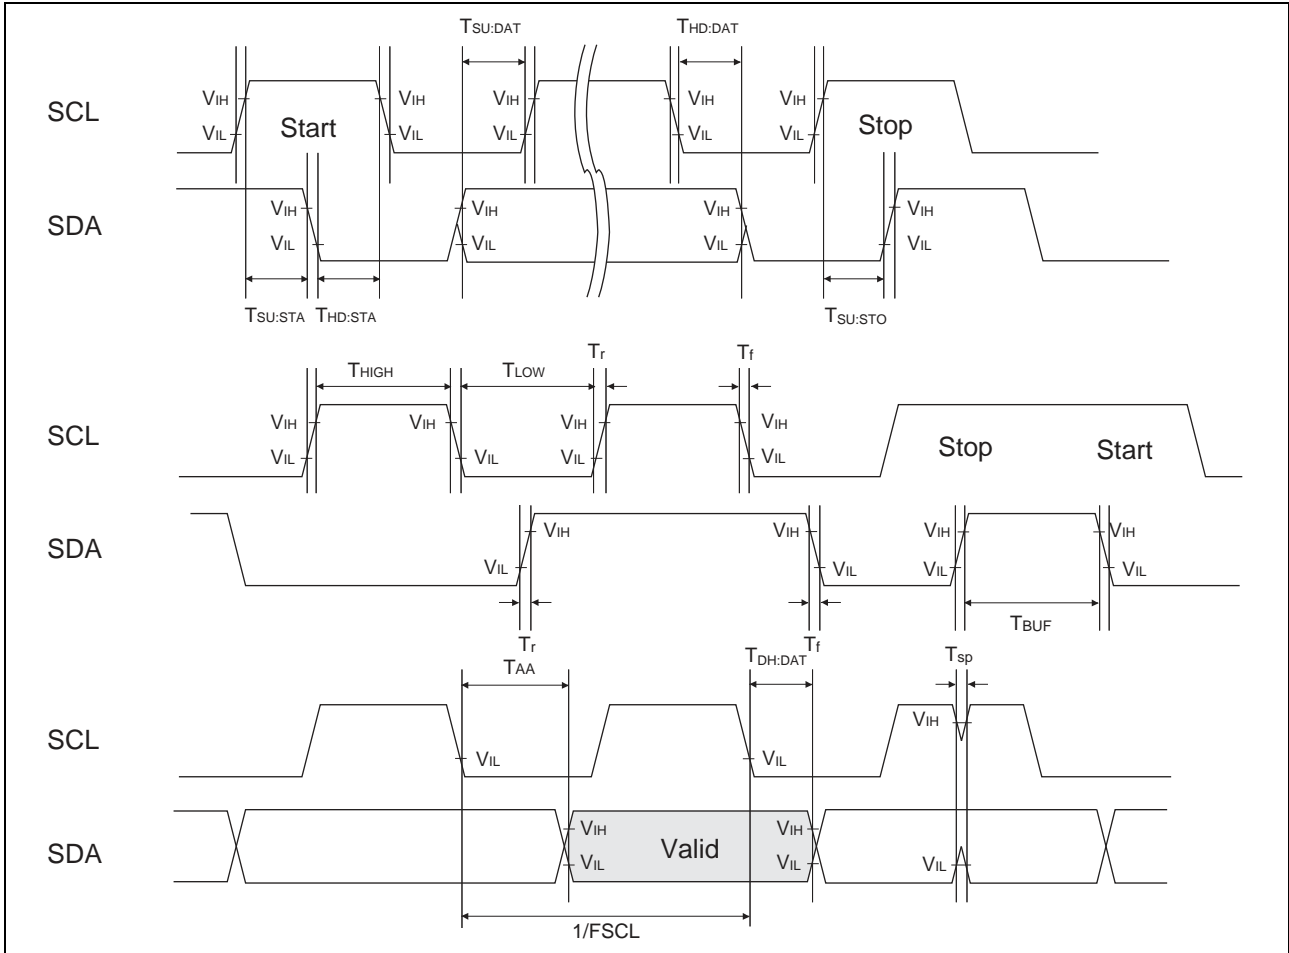 TSU:DAT THD:DAT
SCL VIH VIH VIH VIH VIH
VIL Start VIL VIL VIL VIL Stop
SDA VIH VIH VIH VIH
VIL VIL VIL VIL
TSU:STA THD:STA TSU:STO
Tr Tf
THIGH TLOW
SCL VIH VIH VIH VIH
VIL VIL VIL VIL Stop Start
SDA VIH VIH VIH VIH
VIL VIL VIL VIL
TBUF
Tr Tf
TAA TDH:DAT Tsp
SCL VIH
VIL VIL
SDA VIH Valid VIH
VIL VIL VIL
1/FSCL